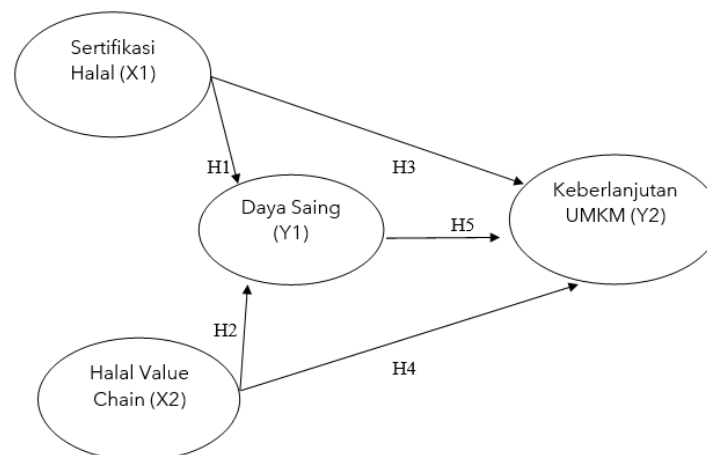 Sertifikasi
Halal (X1)
H1
H3
Daya Saing
(Y1)
H5
Keberlanjutan
UMKM (Y2)
H2
Halal Value
Chain (X2)
H4